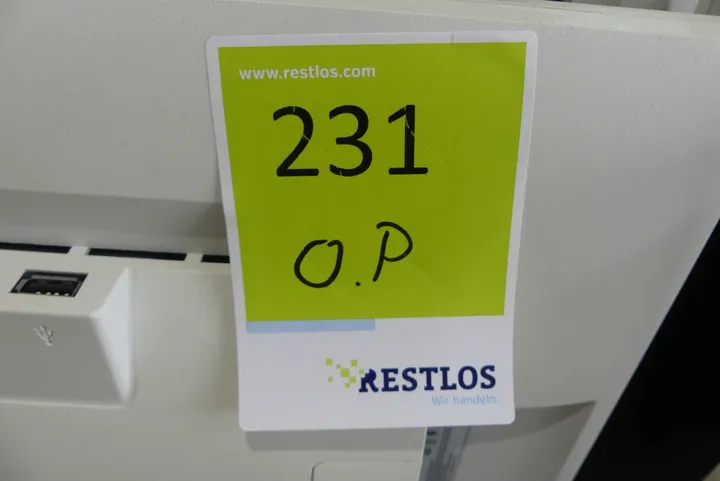 www.restlos.com
231
O.P
RESTLOS
Wir handeln.